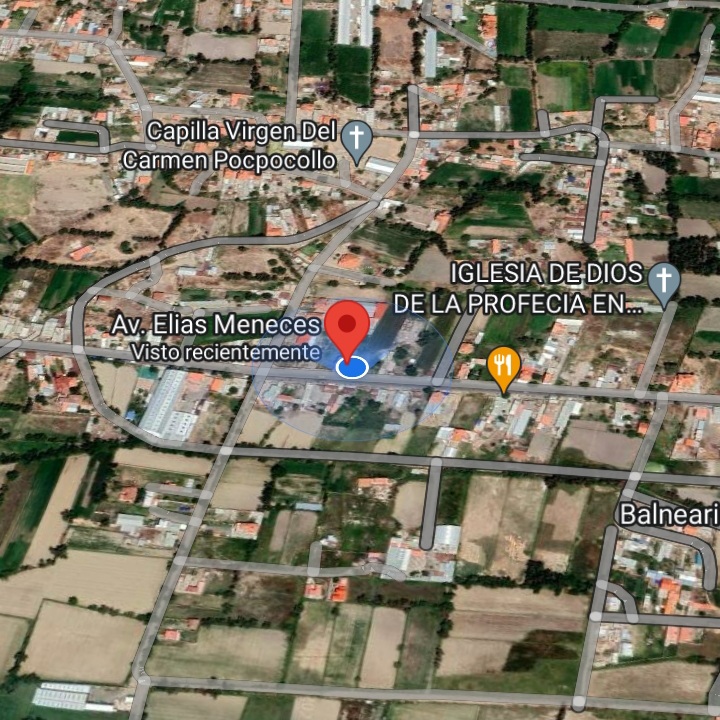 Capilla Virgen Del
Carmen Pocpocollo
IGLESIA DE DIOS
DE LA PROFECIA EN...
Av. Elias Meneces
Visto recientemente
Balneari